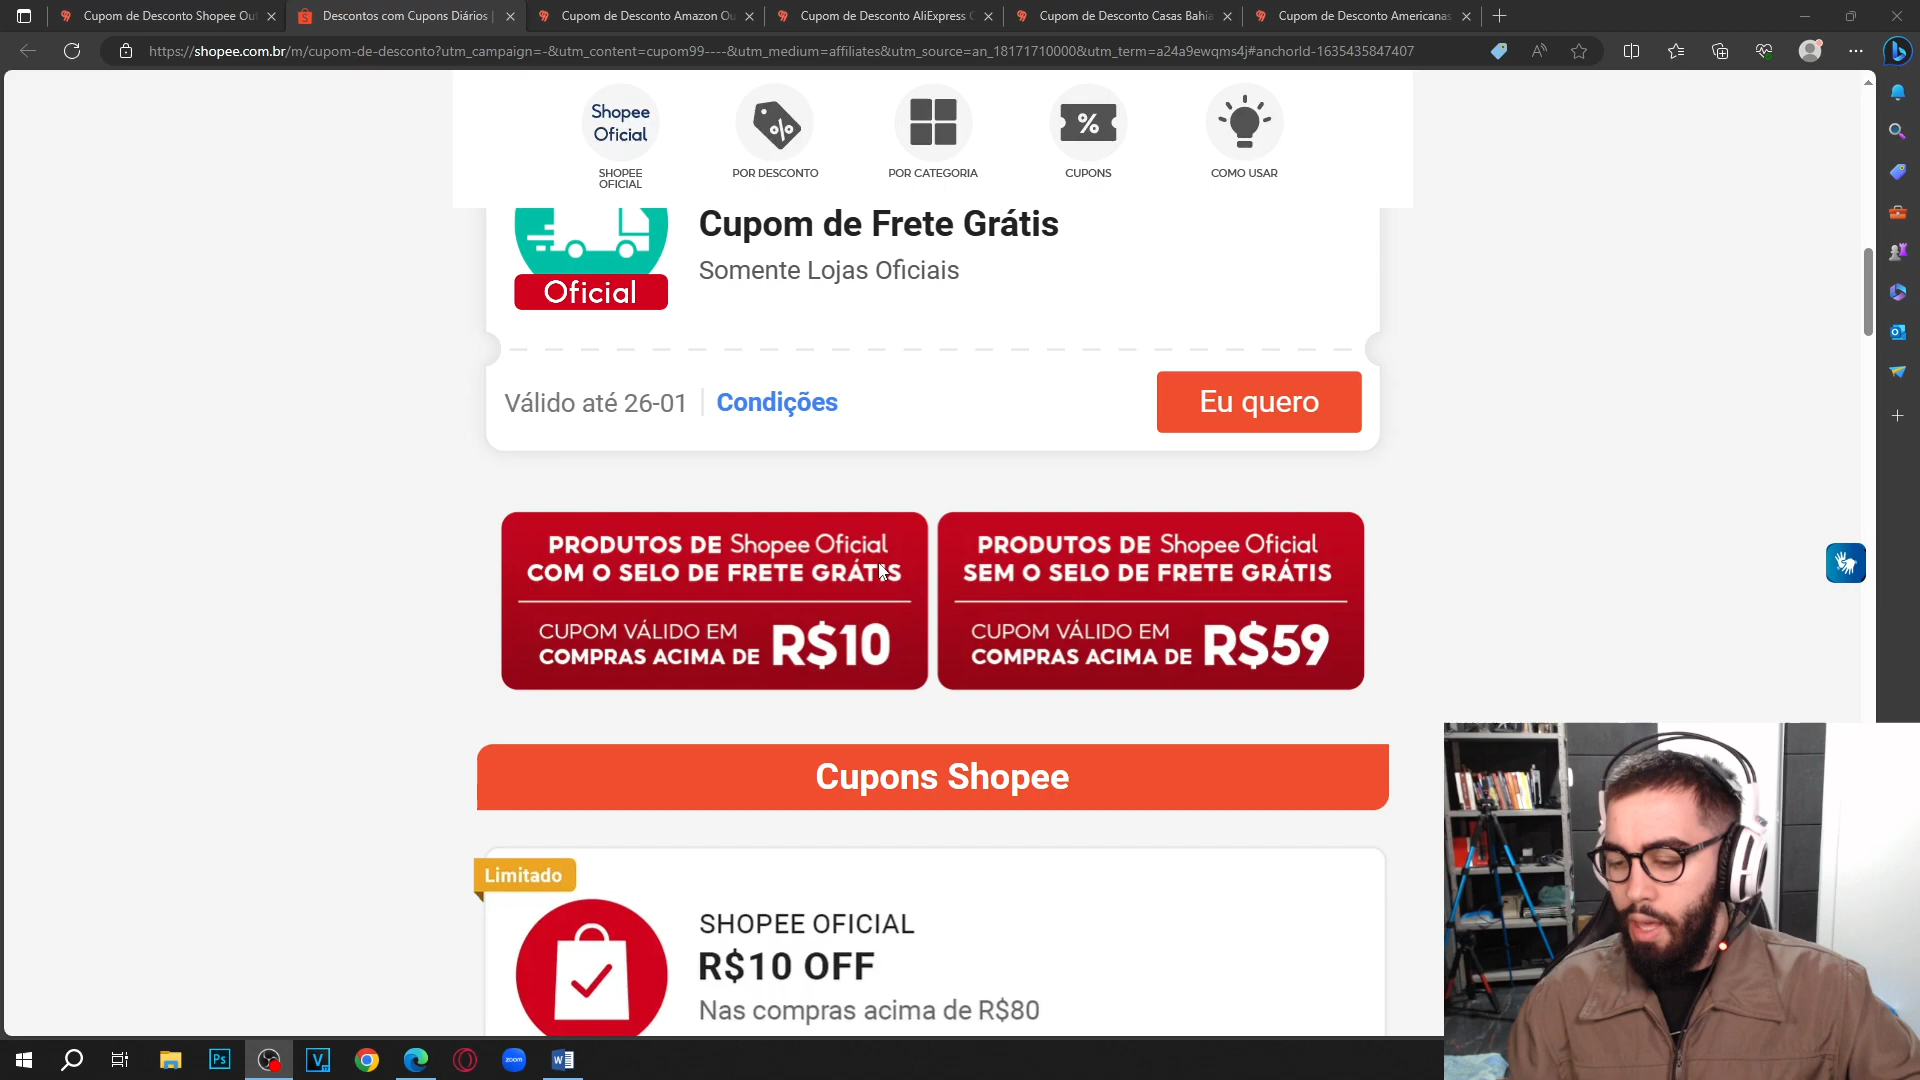 Cupom de Desconto Shopee Ou
Descontos com Cupons Diários |
Cupom de Desconto Amazon Ou
Cupom de Desconto AliExpress
Cupom de Desconto Casas Bahia
Cupom de Desconto Americanas
https://shopee.com.br/m/cupom-de-desconto?utm_campaign=-&utm_content=cupom99----&utm_medium=affiliates&utm_source=an_18171710000&utm_term=a24a9ewqms4j#anchorId-1635435847407
Shopee
Oficial
%
%
SHOPEE
OFICIAL
POR DESCONTO
POR CATEGORIA
CUPONS
COMO USAR
Cupom de Frete Grátis
Somente Lojas Oficiais
Oficial
Válido até 26-01
Condições
Eu quero
PRODUTOS DE Shopee Oficial
COM O SELO DE FRETE GRÁTIS
CUPOM VÁLIDO EM
COMPRAS ACIMA DE R$10
PRODUTOS DE Shopee Oficial
SEM O SELO DE FRETE GRÁTIS
CUPOM VÁLIDO EM
COMPRAS ACIMA DE R$59
Cupons Shopee
Limitado
SHOPEE OFICIAL
R$10 OFF
Nas compras acima de R$80
Ps
V
zoom
W